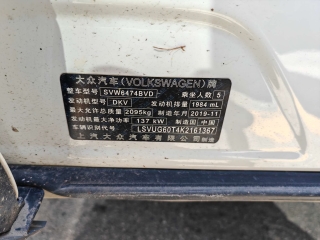 大众汽车(VOLKSWAGEN)牌
整车型号 SVW6474BVD 乘坐人数 5
发动机型号 DKV 发动机排量 1984 mL
最大允许总质量 2095kg 制造年月 2019-11
发动机最大净功率 137 kW 制造国 中国
车辆识别代号 LSVUG60T4K2161367
上汽大众汽车有限公司 制造